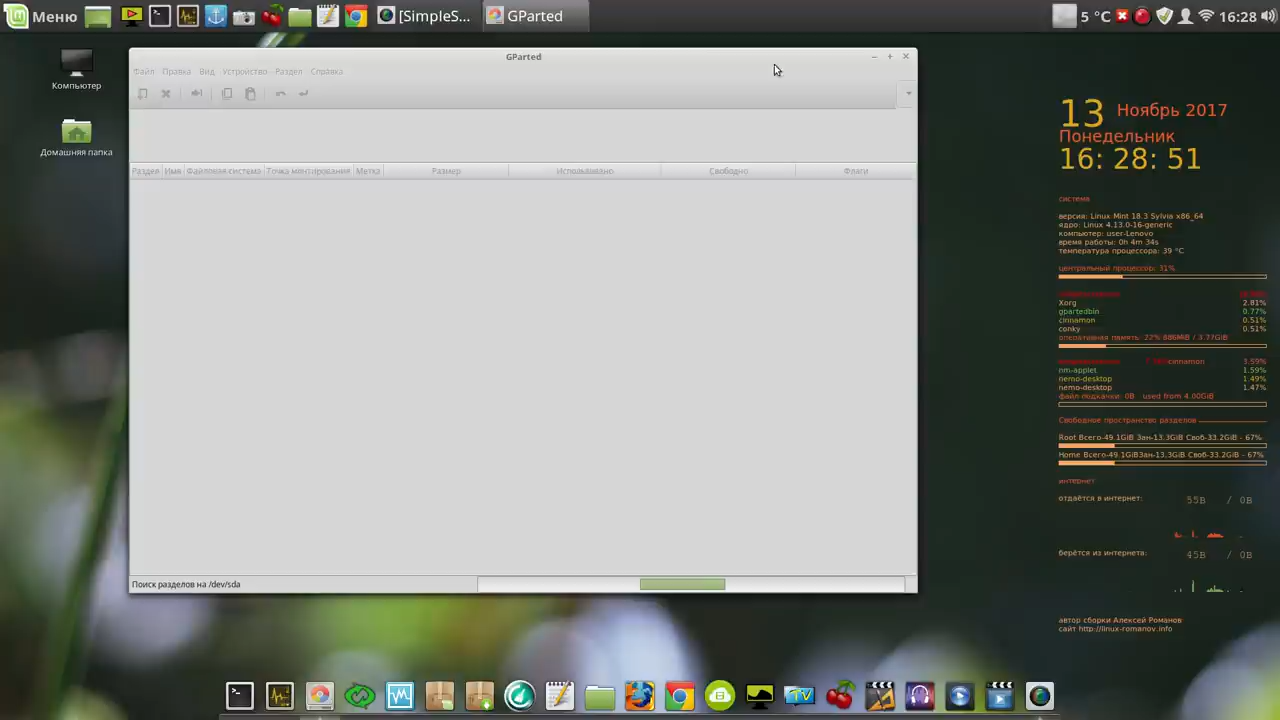 Меню
[SimpleS...
GParted
5 °C
16:28
Компьютер
Домашняя папка
GParted
Файл Правка Вид Устройство Раздел Справка
Раздел Имя Файловая система Точка монтирования Метка Размер Использовано Свободно Флаги
Поиск разделов на /dev/sda
13 Ноябрь 2017
Понедельник
16: 28: 51
система
версия: Linux Mint 18.3 Sylvia x86_64
ядро: Linux 4.13.0-16-generic
компьютер: user-Lenovo
время работы: 0h 4m 34s
температура процессора: 39 °C
центральный процессор: 31%
Xorg 2.81%
gpartedbin 0.77%
cinnamon 0.51%
conky 0.51%
оперативная память: 22% 886MiB / 3.77GiB
cinnamon 3.59%
nm-applet 1.59%
nemo-desktop 1.49%
nemo-desktop 1.47%
файл подкачки: 0B used from 4.00GiB
Свободное пространство разделов
Root Всего-49.1GiB Зан-13.3GiB Своб-33.2GiB - 67%
Home Всего-49.1GiBЗан-13.3GiB Своб-33.2GiB - 67%
интернет
отдаётся в интернет: 55B / 0B
берётся из интернета: 45B / 0B
автор сборки Алексей Романов
сайт http://linux-romanov.info
TV